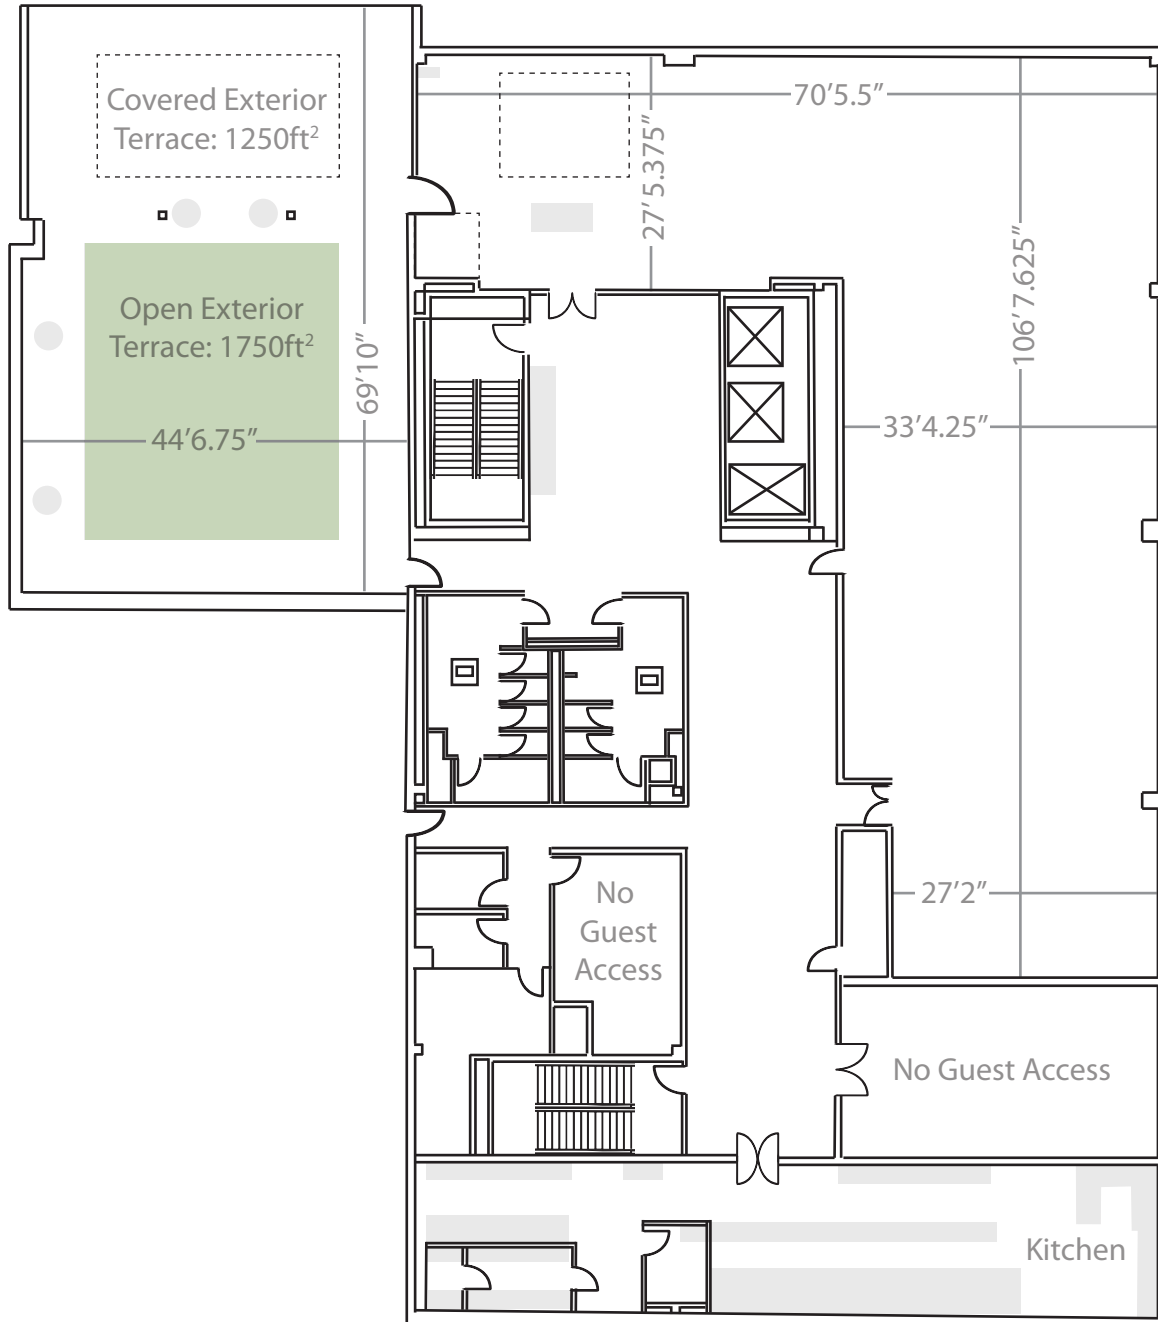 Covered Exterior
Terrace: 1250ft²
70’5.5”
27’ 5.375”
106’ 7.625”
Open Exterior
Terrace: 1750ft²
69’10”
44’6.75”
33’4.25”
27’2”
No
Guest
Access
No Guest Access
Kitchen